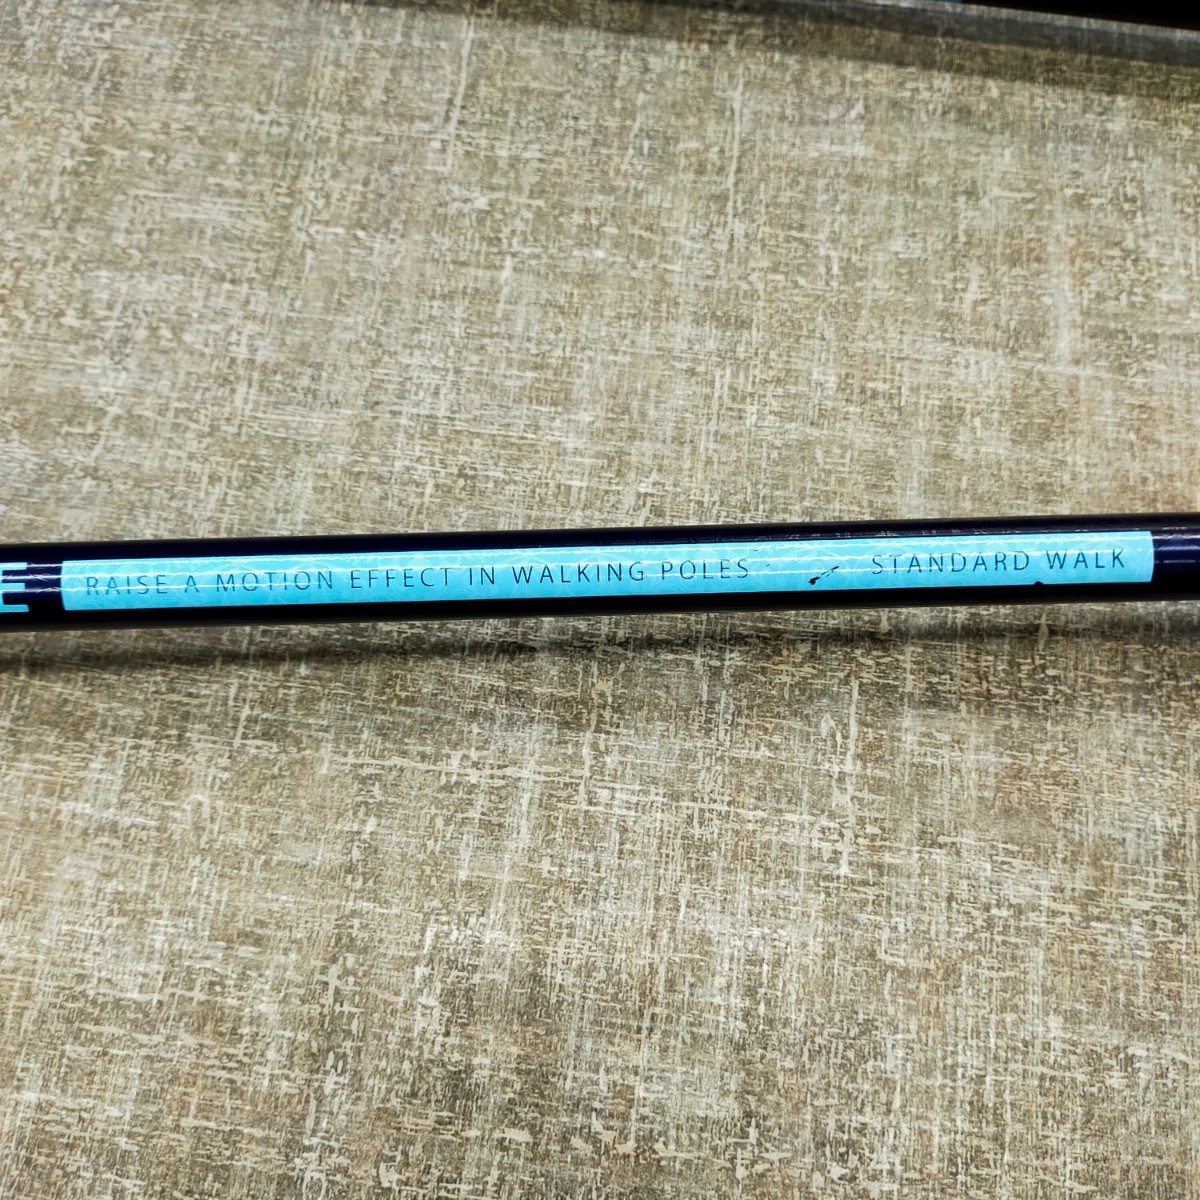 E RAISE A MOTION EFFECT IN WALKING POLES STANDARD WALK